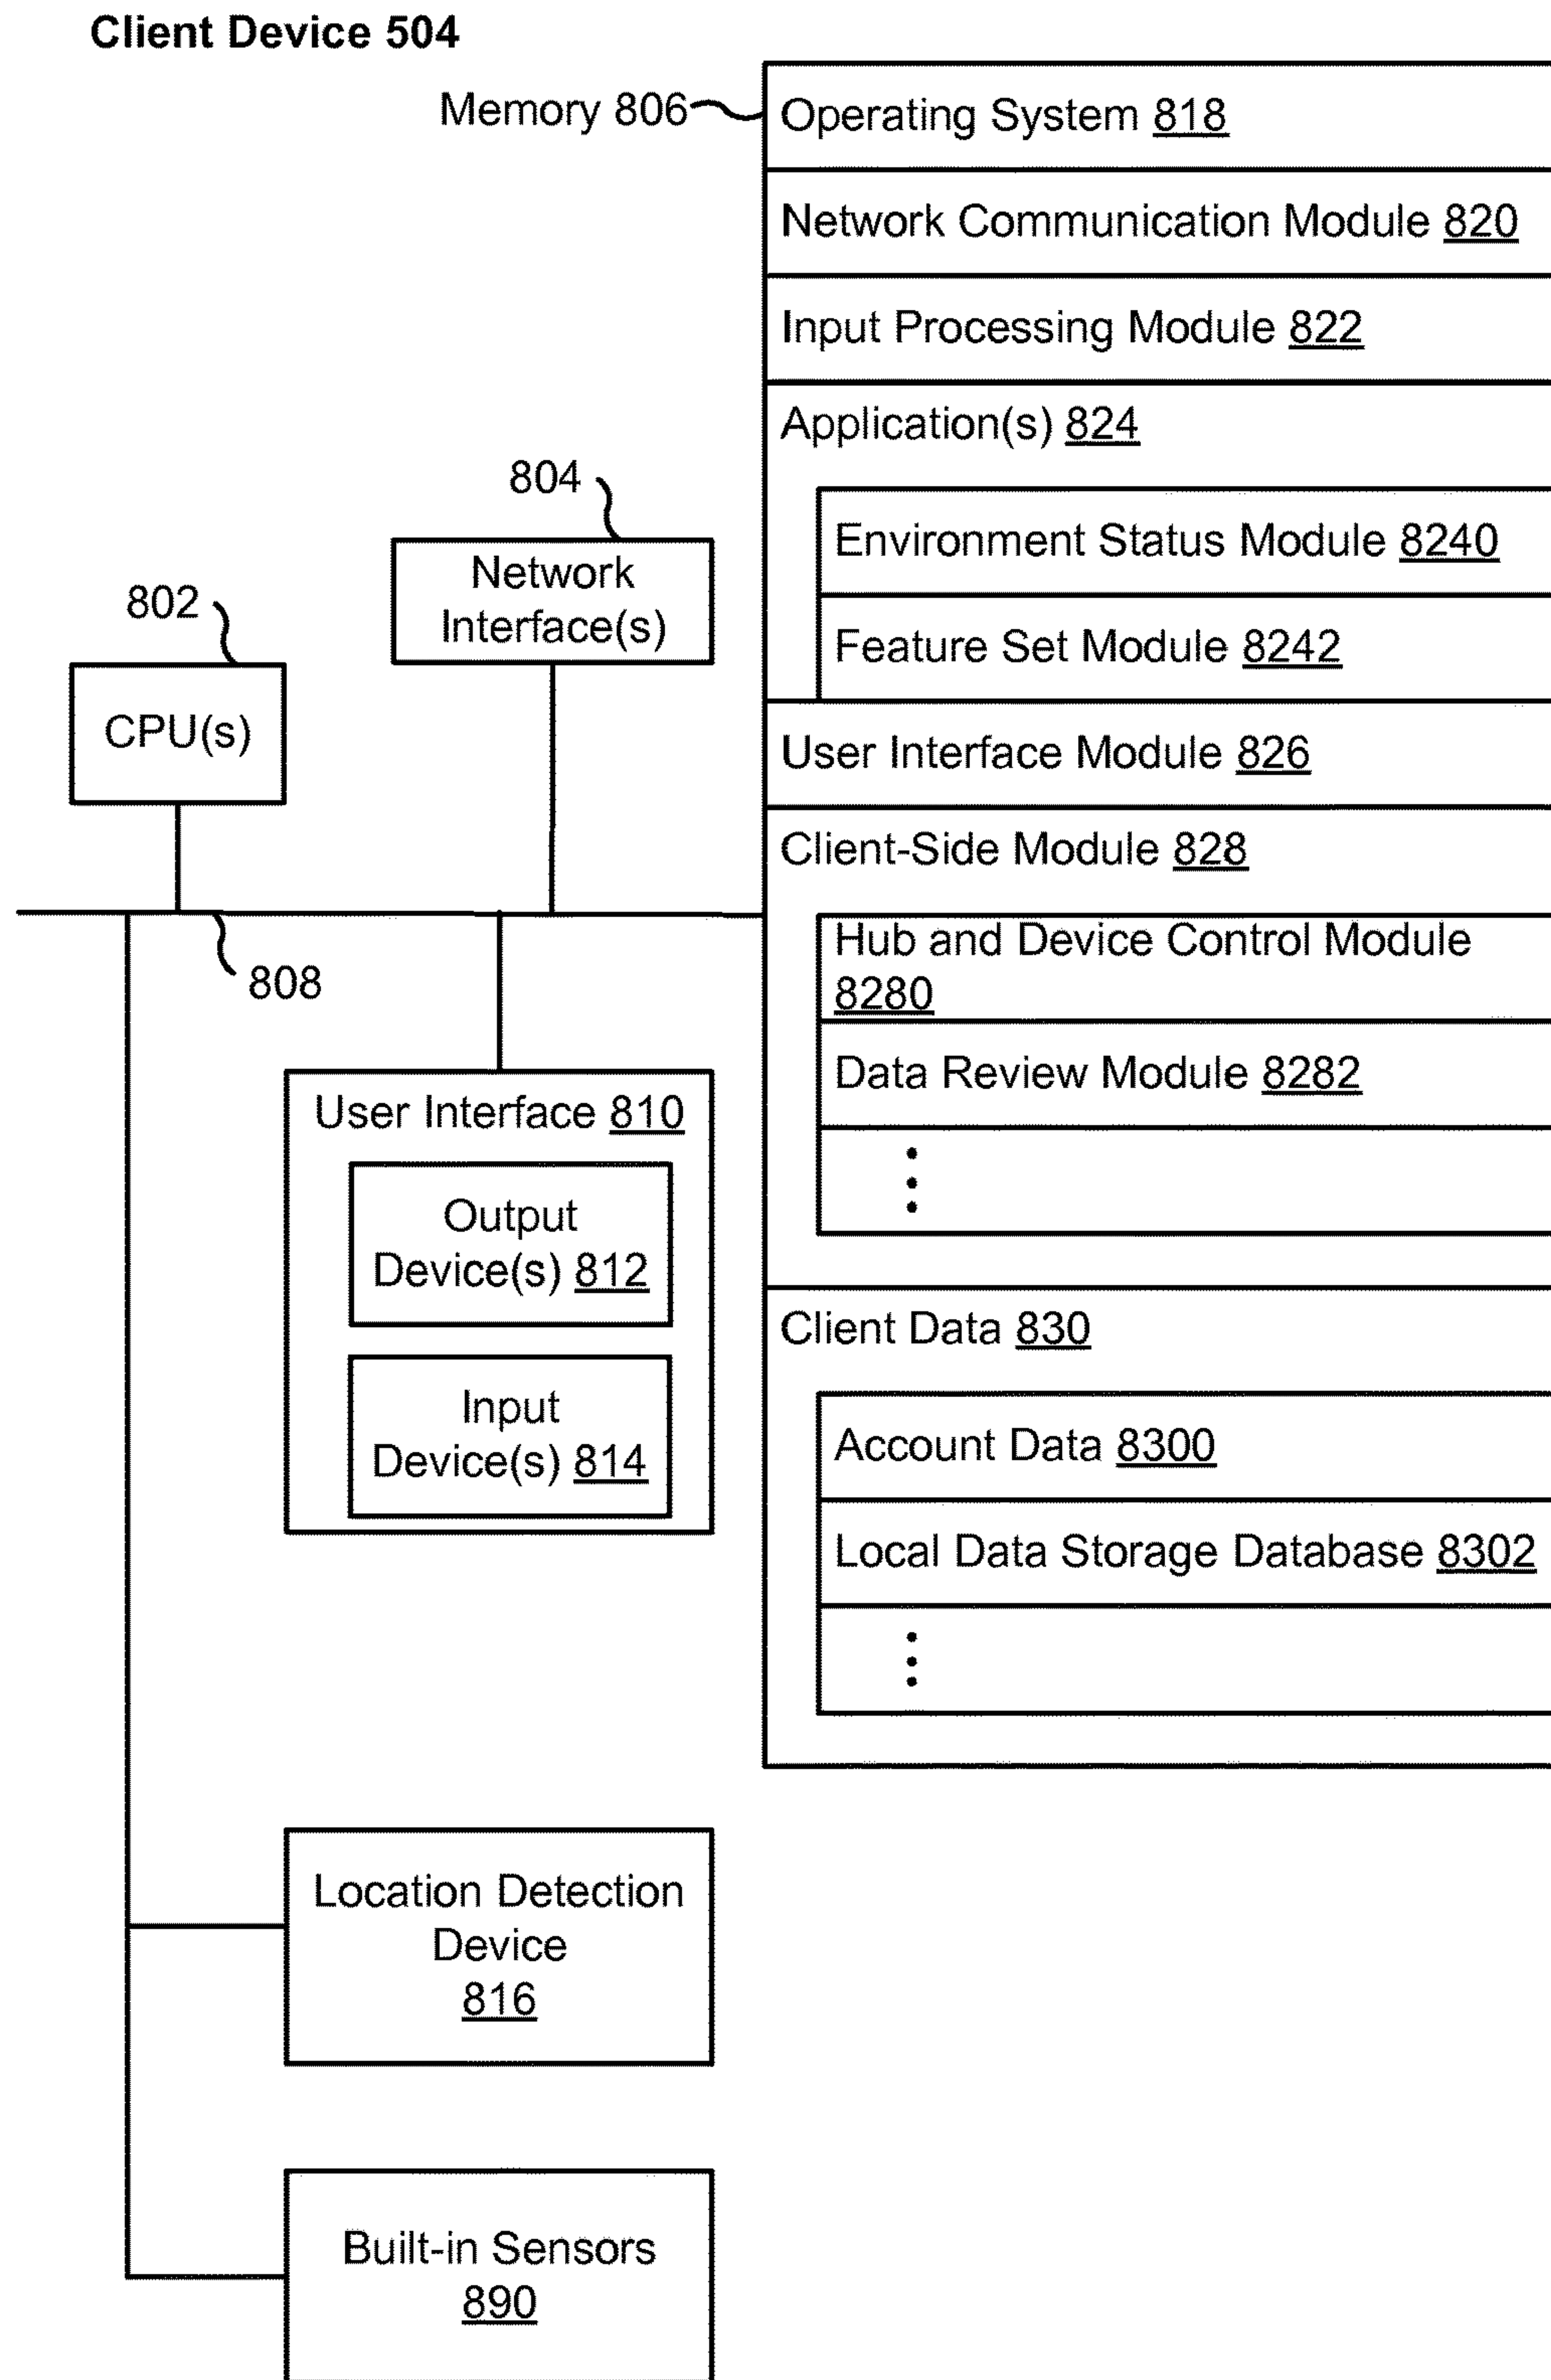 Client Device 504
Memory 806
Operating System 818
Network Communication Module 820
Input Processing Module 822
Application(s) 824
Environment Status Module 8240
Feature Set Module 8242
User Interface Module 826
Client-Side Module 828
Hub and Device Control Module
8280
Data Review Module 8282
Client Data 830
Account Data 8300
Local Data Storage Database 8302
804
Network
Interface(s)
802
CPU(s)
808
User Interface 810
Output
Device(s) 812
Input
Device(s) 814
Location Detection
Device
816
Built-in Sensors
890